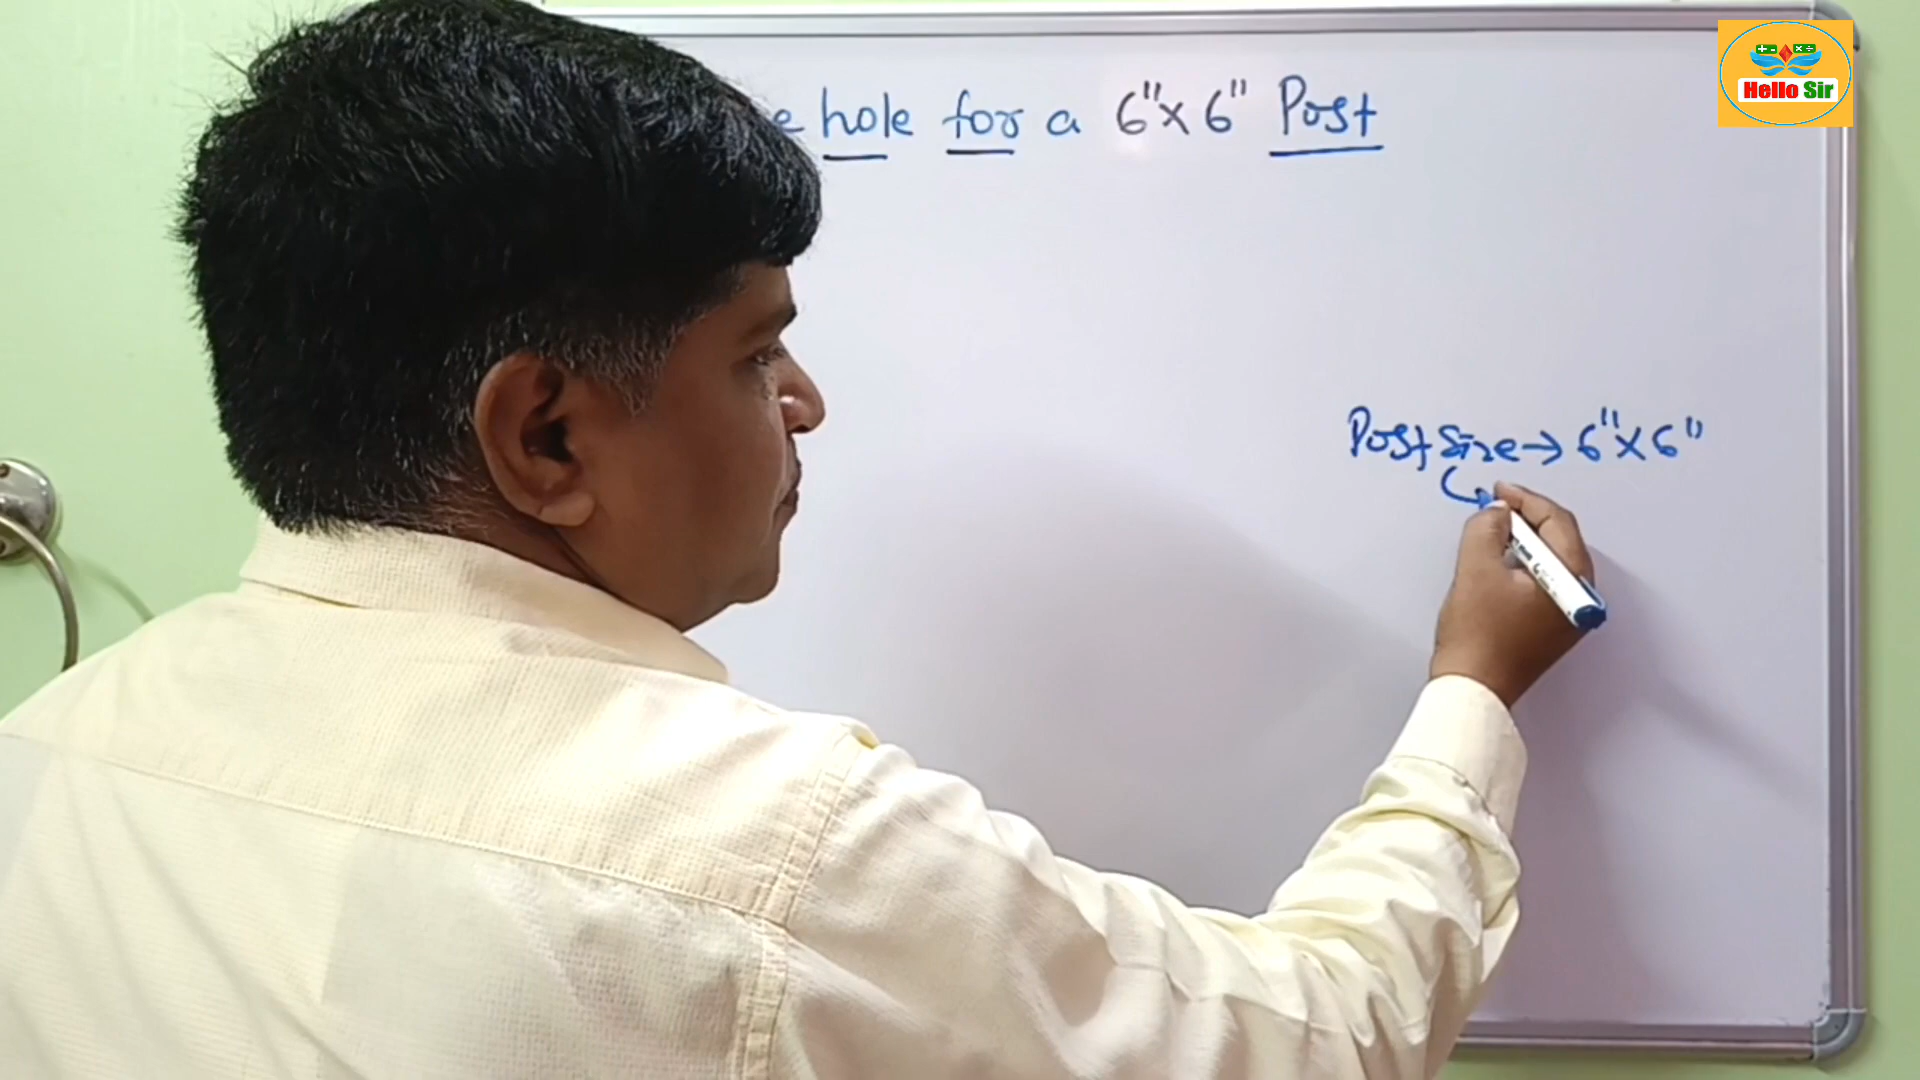 hole for a 6"x 6" Post
Hello Sir
Post Size → 6"x 6"